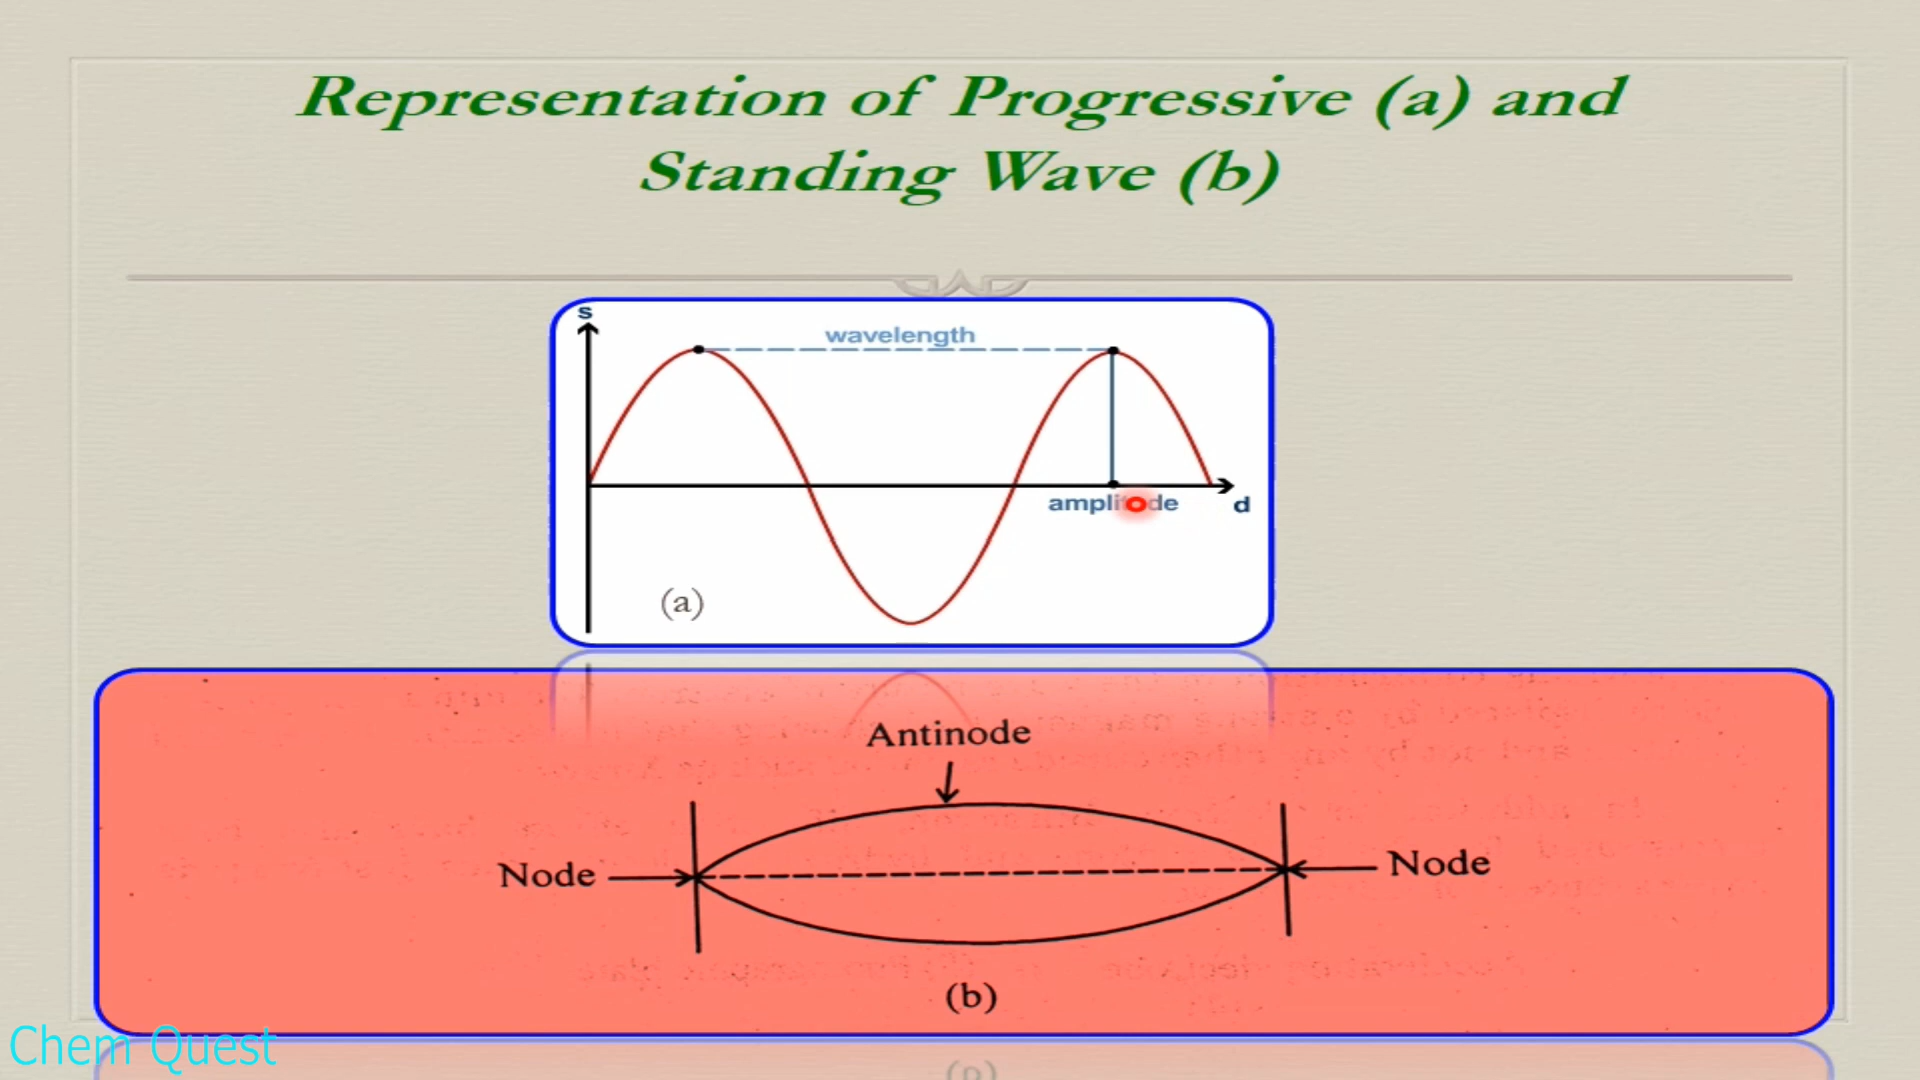 Representation of Progressive (a) and
Standing Wave (b)
s
wavelength
amplitude
d
(a)
Antinode
Node
Node
(b)
Chem Quest